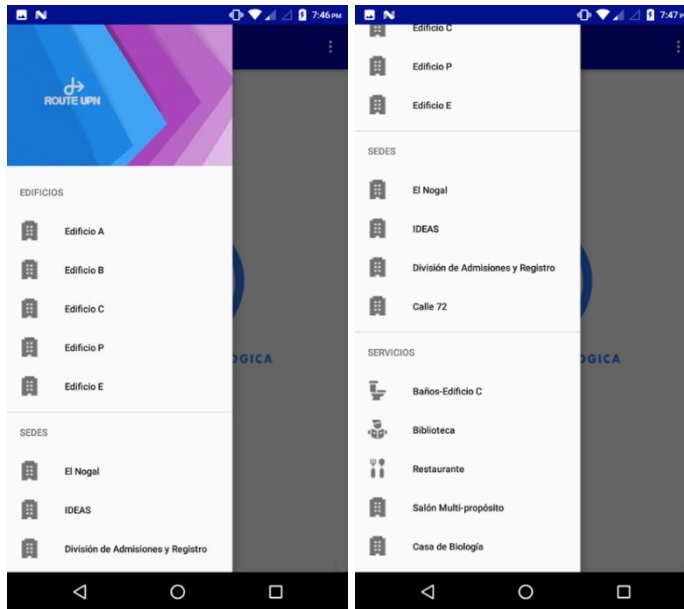 7:46 PM
ROUTE UPN
EDIFICIOS
Edificio A
Edificio B
Edificio C
Edificio P
Edificio E
OGICA
SEDES
El Nogal
IDEAS
División de Admisiones y Registro
7:47 P
Edificio C
Edificio P
Edificio E
SEDES
El Nogal
IDEAS
División de Admisiones y Registro
Calle 72
SERVICIOS
OGICA
Baños-Edificio C
Biblioteca
Restaurante
Salón Multi-propósito
Casa de Biología